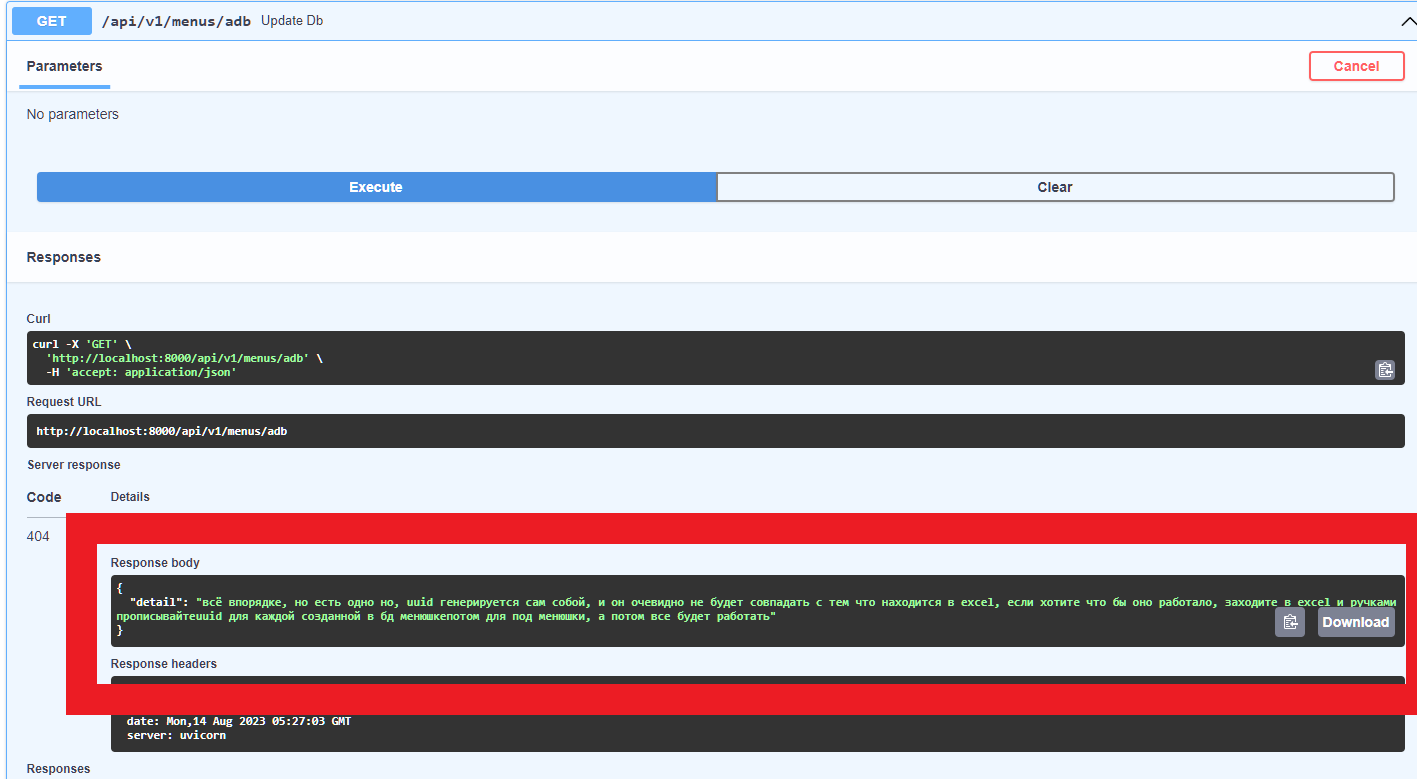 GET /api/v1/menus/adb Update Db
Parameters
Cancel
No parameters
Execute
Clear
Responses
Curl
curl -X 'GET' \
'http://localhost:8000/api/v1/menus/adb' \
-H 'accept: application/json'
Request URL
http://localhost:8000/api/v1/menus/adb
Server response
Code Details
404
Response body
{
"detail": "всё впорядке, но есть одно но, uuid генерируется сам собой, и он очевидно не будет совпадать с тем что находится в excel, если хотите что бы оно работало, заходите в excel и ручками
прописывайтеuuid для каждой созданной в бд менюшкепотом для под менюшки, а потом все будет работать"
}
Download
Response headers
date: Mon,14 Aug 2023 05:27:03 GMT
server: uvicorn
Responses